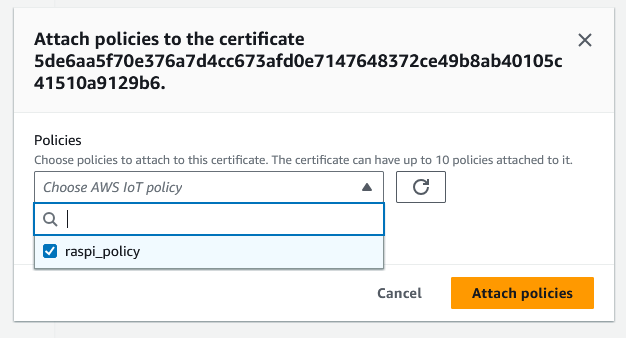 Attach policies to the certificate
5de6aa5f70e376a7d4cc673afd0e7147648372ce49b8ab40105c
41510a9129b6.
Policies
Choose policies to attach to this certificate. The certificate can have up to 10 policies attached to it.
Choose AWS IoT policy
raspi_policy
Cancel
Attach policies